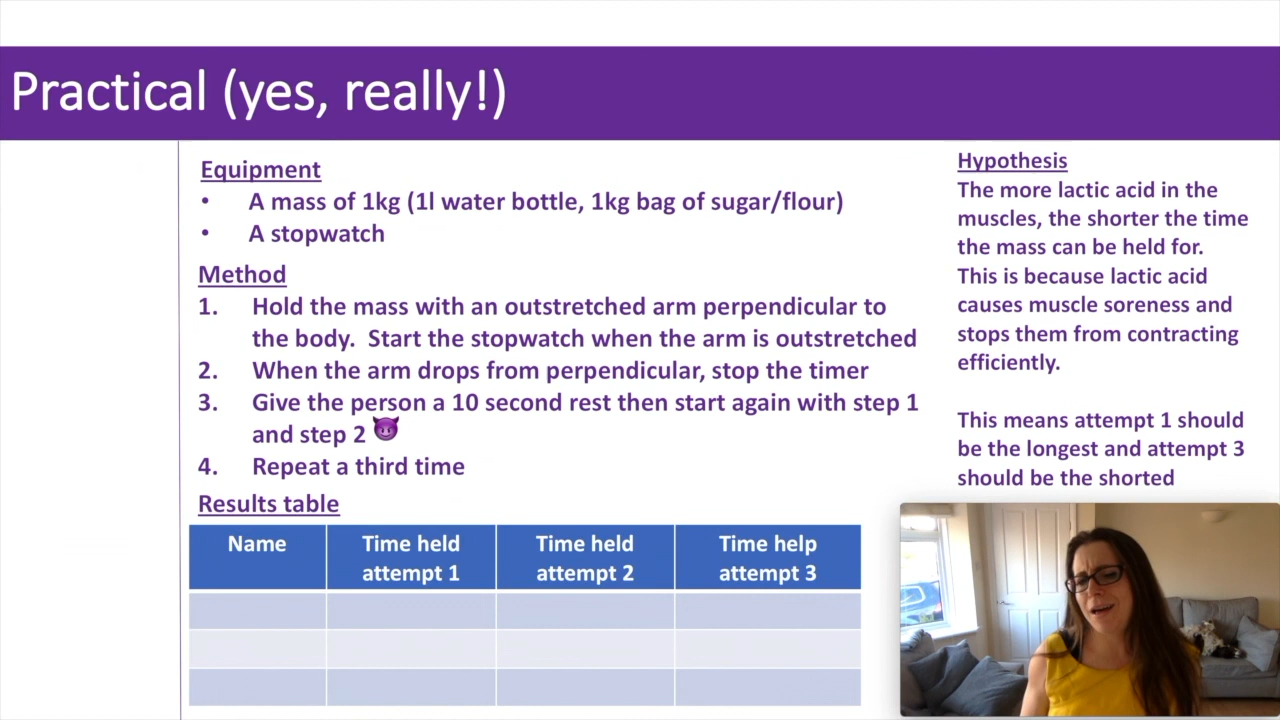 Practical (yes, really!)
Equipment
• A mass of 1kg (1l water bottle, 1kg bag of sugar/flour)
• A stopwatch
Method
1. Hold the mass with an outstretched arm perpendicular to
the body. Start the stopwatch when the arm is outstretched
2. When the arm drops from perpendicular, stop the timer
3. Give the person a 10 second rest then start again with step 1
and step 2 😈
4. Repeat a third time
Results table
Name
Time held
attempt 1
Time held
attempt 2
Time help
attempt 3
Hypothesis
The more lactic acid in the
muscles, the shorter the time
the mass can be held for.
This is because lactic acid
causes muscle soreness and
stops them from contracting
efficiently.
This means attempt 1 should
be the longest and attempt 3
should be the shorted